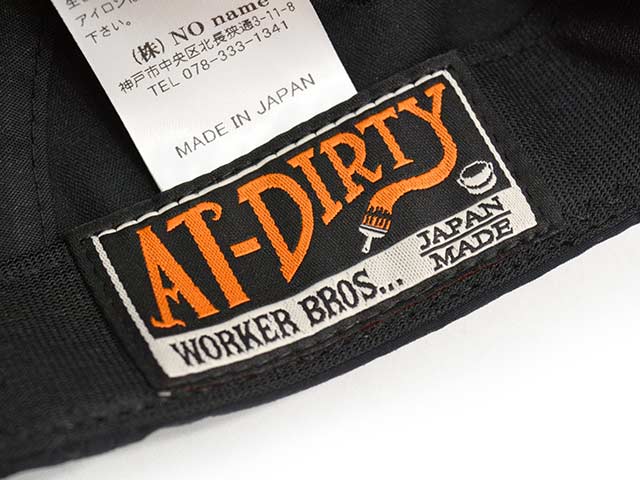 アイロン
下さい。
(株) NO name
神戸市中央区北長狭通3-11-8
TEL 078-333-1341
MADE IN JAPAN
AT-DIRTY
WORKER BROS...
JAPAN
MADE